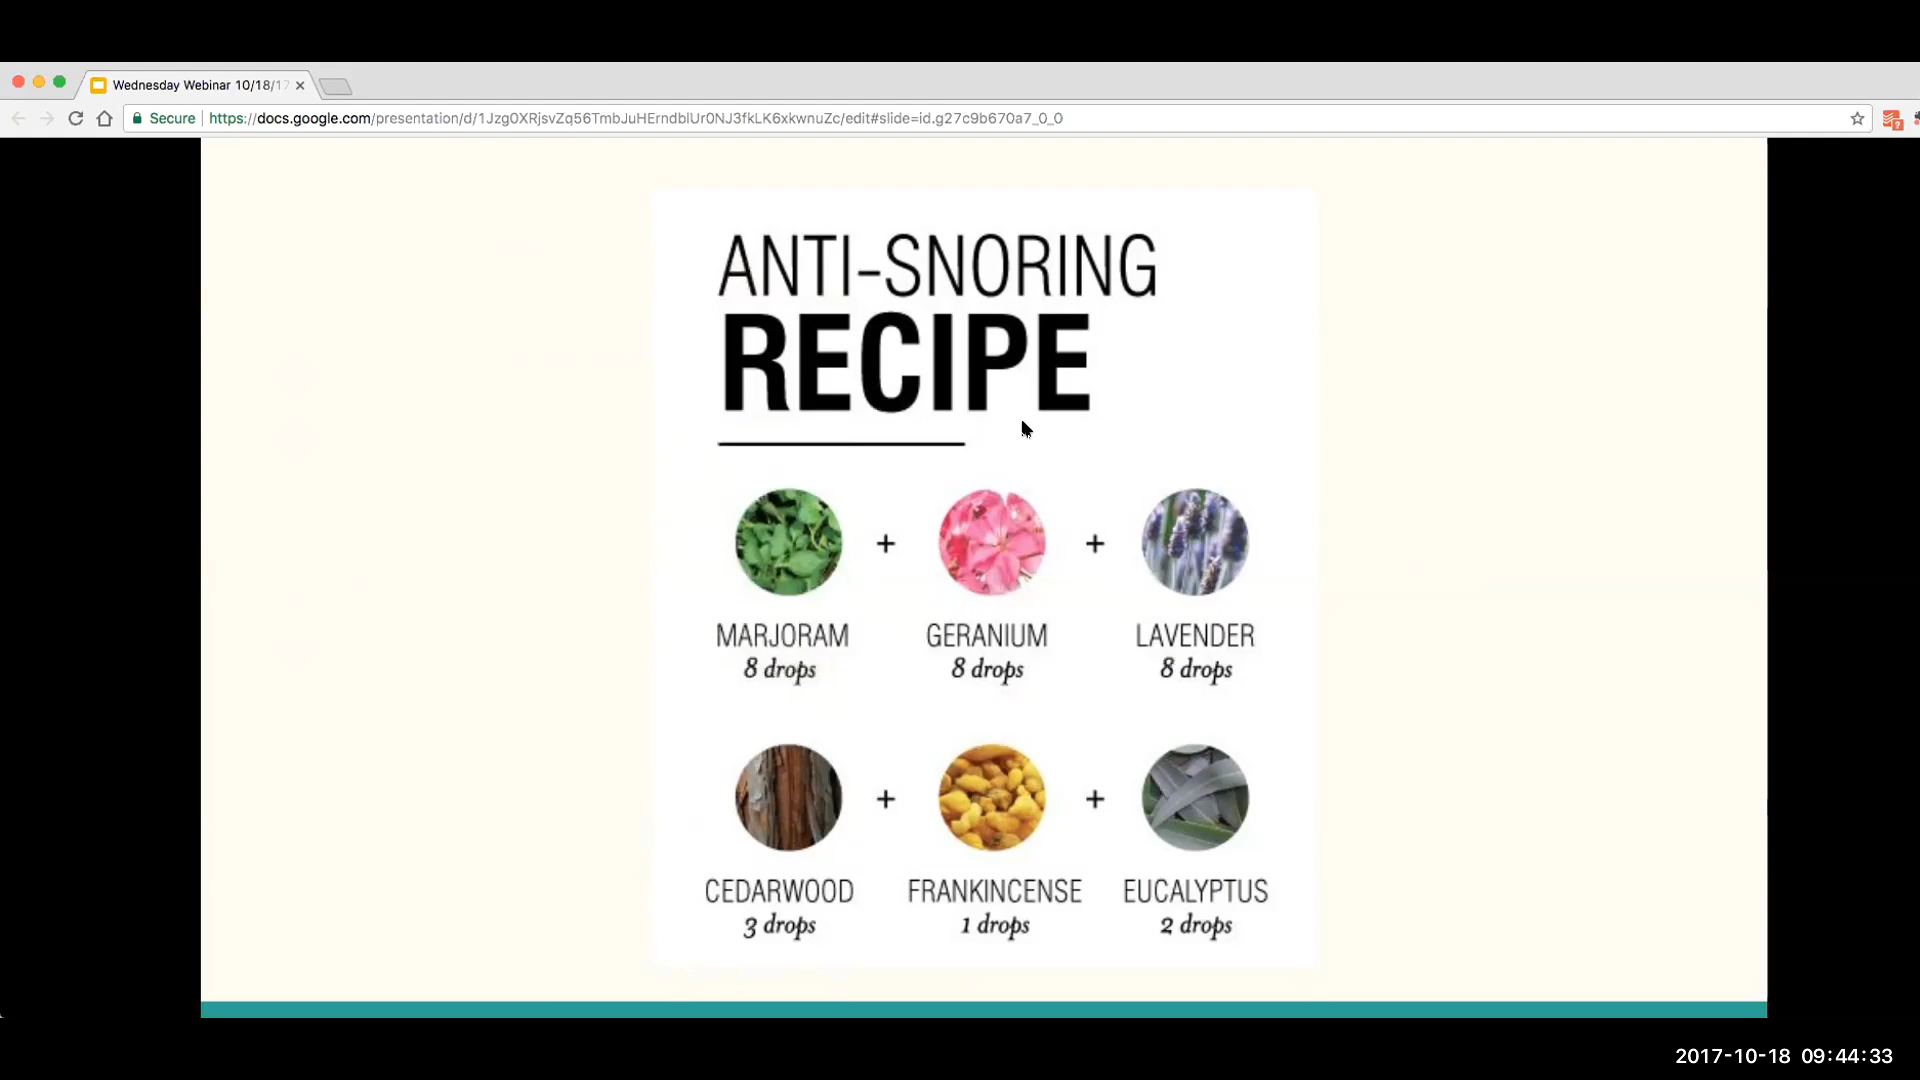 Wednesday Webinar 10/18/17
Secure https://docs.google.com/presentation/d/1Jzg0XRjsvZq56TmbJuHErndblUr0NJ3fkLK6xkwnuZc/edit#slide=id.g27c9b670a7_0_0
ANTI-SNORING
RECIPE
+ +
MARJORAM GERANIUM LAVENDER
8 drops 8 drops 8 drops
+ +
CEDARWOOD FRANKINCENSE EUCALYPTUS
3 drops 1 drops 2 drops
2017-10-18 09:44:33